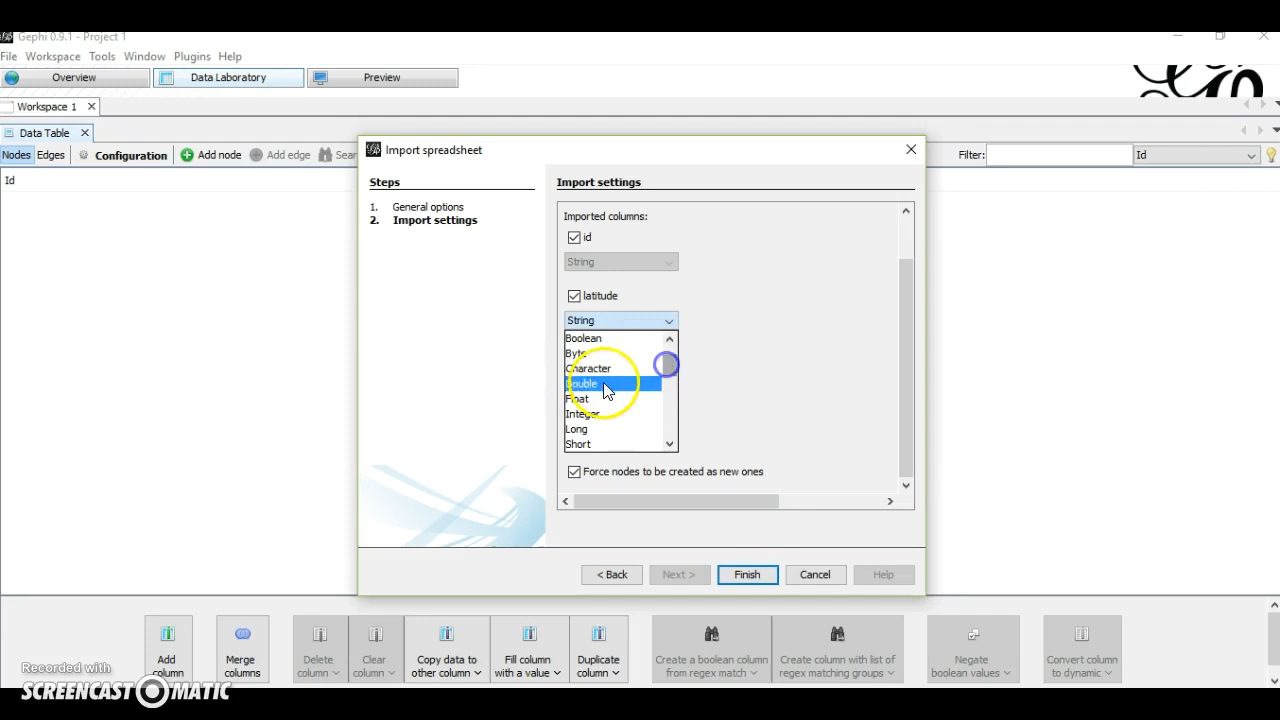 Gephi 0.9.1 - Project 1
File Workspace Tools Window Plugins Help
Overview Data Laboratory Preview
Workspace 1
Data Table
Nodes Edges Configuration Add node Add edge Sear Filter: Id
Id
Import spreadsheet
Steps
1. General options
2. Import settings
Import settings
Imported columns:
id
String
latitude
String
Boolean
Byte
Character
Double
Float
Integer
Long
Short
Force nodes to be created as new ones
< Back Next > Finish Cancel Help
Add column
Merge columns
Delete column
Clear column
Copy data to other column
Fill column with a value
Duplicate column
Create a boolean column from regex match
Create column with list of regex matching groups
Negate boolean values
Convert column to dynamic
Recorded with
SCREENCAST-O-MATIC